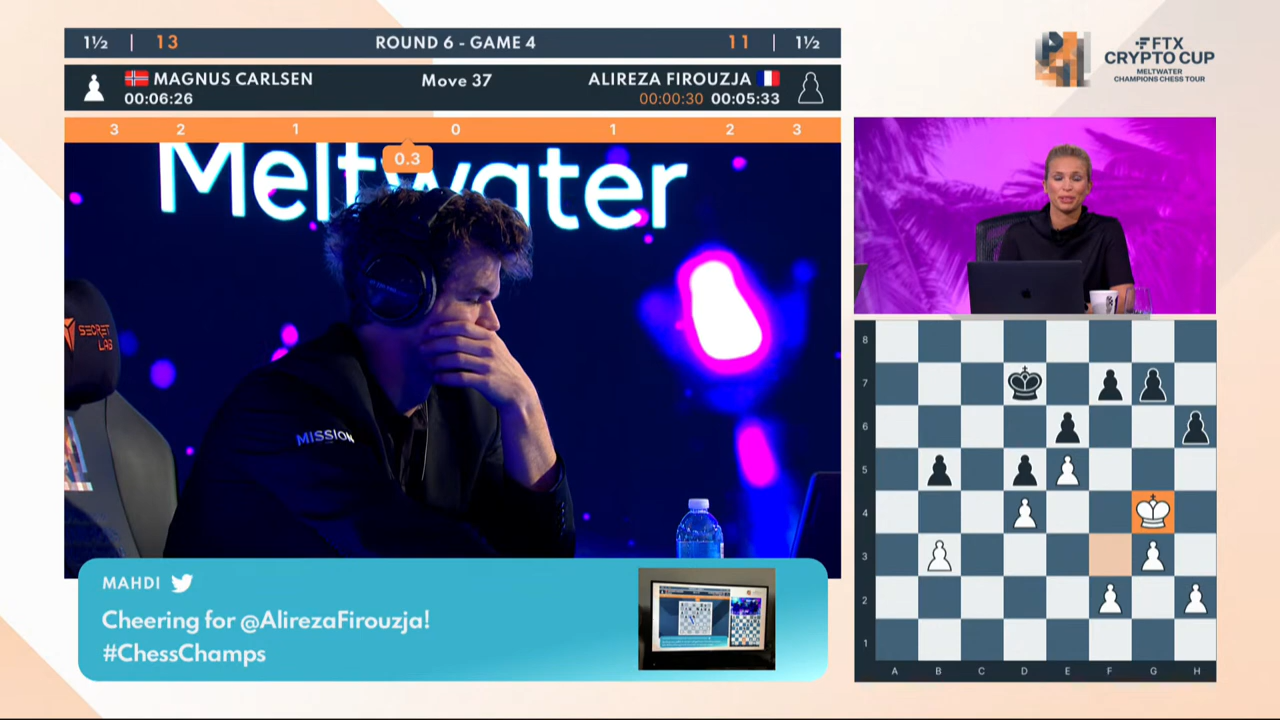 1½ | 13 ROUND 6 - GAME 4 11 | 1½
MAGNUS CARLSEN Move 37 ALIREZA FIROUZJA
00:06:26 00:00:30 00:05:33
3 2 1 0 1 2 3
0.3
Meltwater
SECRET
LAB
MISSION
MAHDI
Cheering for @AlirezaFirouzja!
#ChessChamps
FTX
CRYPTO CUP
MELTWATER
CHAMPIONS CHESS TOUR
8
7
6
5
4
3
2
1
A B C D E F G H